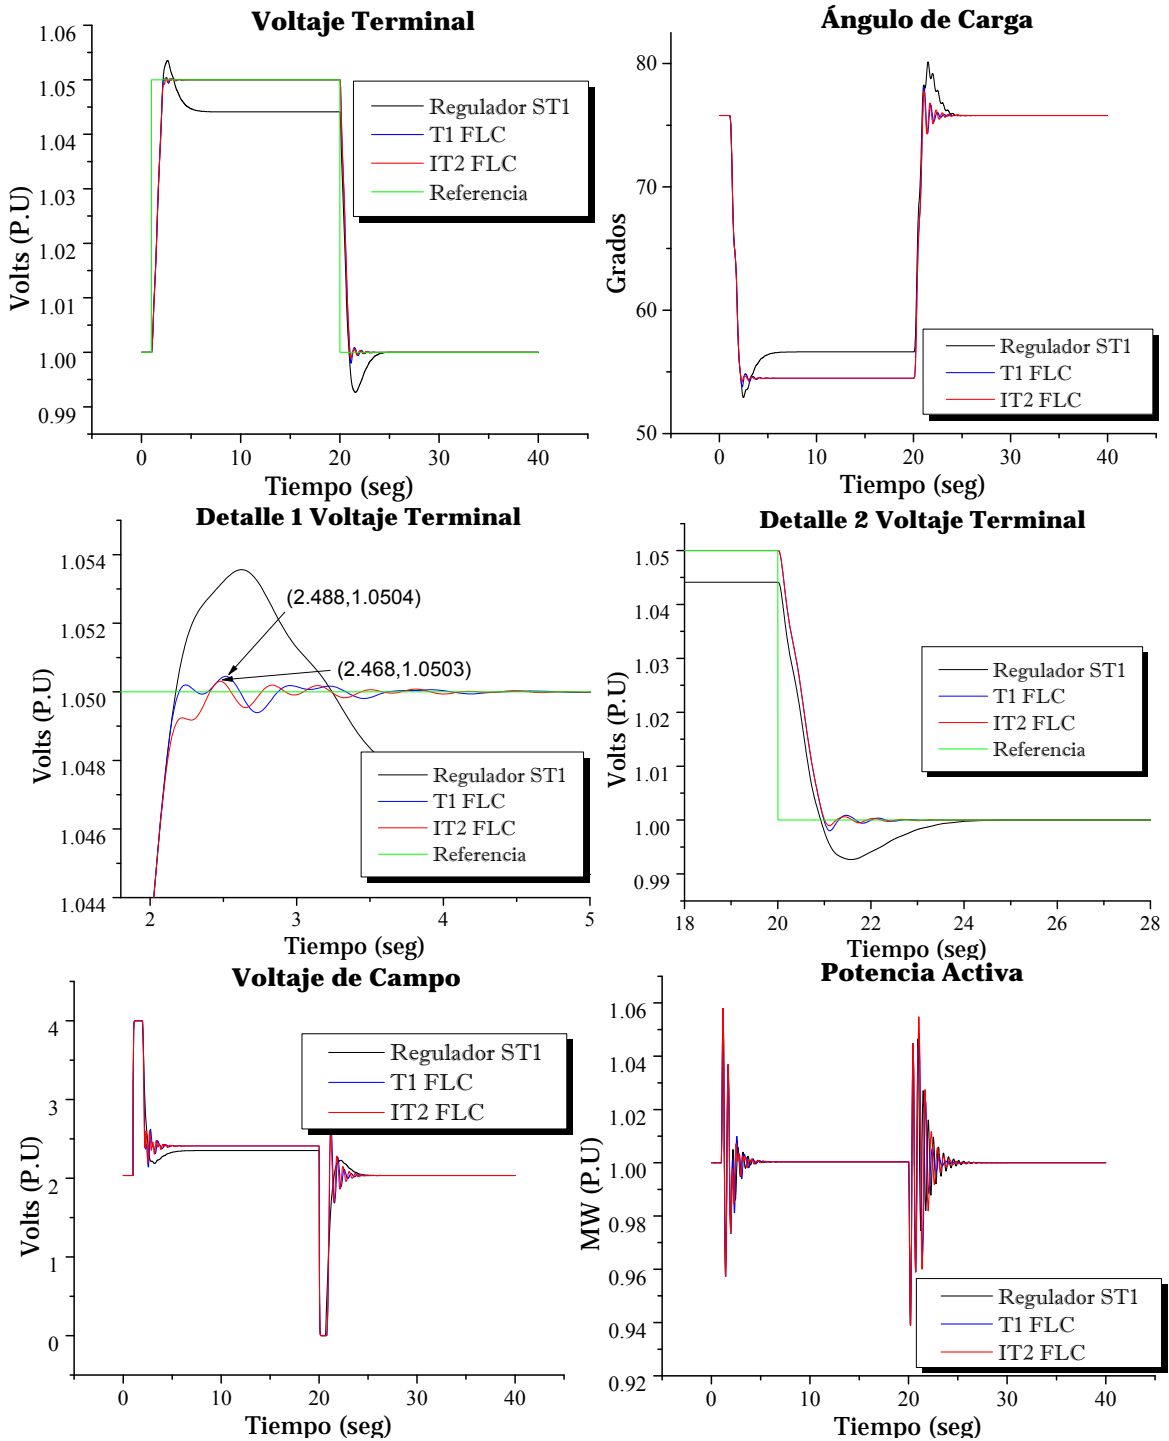 Voltaje Terminal
1.06
1.05
1.04
1.03
1.02
1.01
1.00
0.99
Volts (P.U)
0
10
20
30
40
Tiempo (seg)
Regulador ST1
T1 FLC
IT2 FLC
Referencia
Ángulo de Carga
80
70
60
50
Grados
0
10
20
30
40
Tiempo (seg)
Regulador ST1
T1 FLC
IT2 FLC
Detalle 1 Voltaje Terminal
1.054
1.052
1.050
1.048
1.046
1.044
Volts (P.U)
2
3
4
5
Tiempo (seg)
(2.488,1.0504)
(2.468,1.0503)
Regulador ST1
T1 FLC
IT2 FLC
Referencia
Detalle 2 Voltaje Terminal
1.05
1.04
1.03
1.02
1.01
1.00
0.99
Volts (P.U)
18
20
22
24
26
28
Tiempo (seg)
Regulador ST1
T1 FLC
IT2 FLC
Referencia
Voltaje de Campo
4
3
2
1
0
Volts (P.U)
0
10
20
30
40
Tiempo (seg)
Regulador ST1
T1 FLC
IT2 FLC
Potencia Activa
1.06
1.04
1.02
1.00
0.98
0.96
0.94
0.92
MW (P.U)
0
10
20
30
40
Tiempo (seg)
Regulador ST1
T1 FLC
IT2 FLC